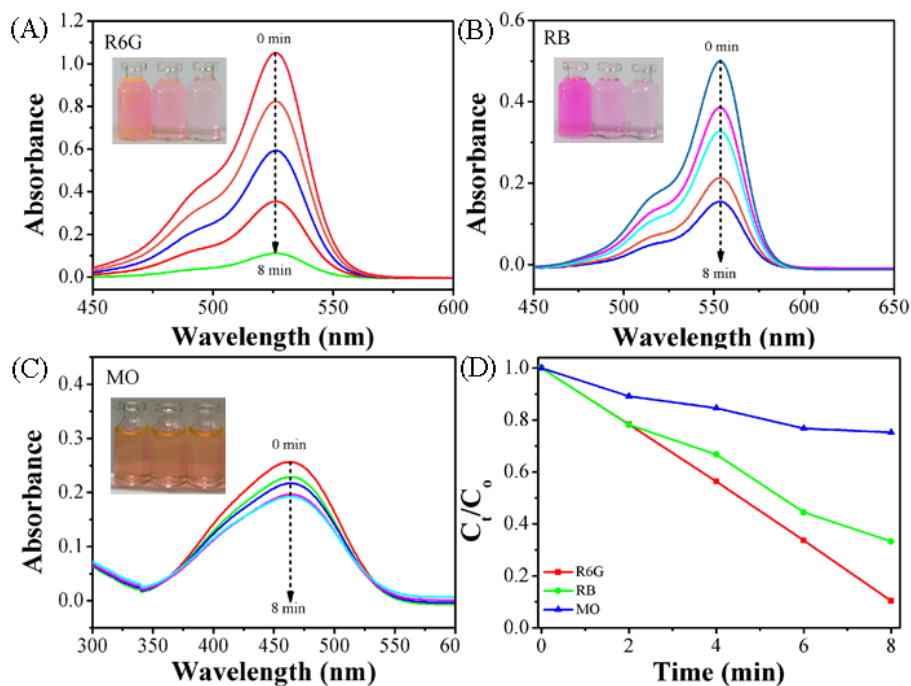 (A)
R6G
0 min
8 min
1.2
1.0
0.8
0.6
0.4
0.2
0.0
450
500
550
600
Absorbance
Wavelength (nm)
(B)
RB
0 min
8 min
0.6
0.4
0.2
0.0
450
500
550
600
650
Absorbance
Wavelength (nm)
(C)
MO
0 min
8 min
0.4
0.3
0.2
0.1
0.0
300
350
400
450
500
550
60
Absorbance
Wavelength (nm)
(D)
1.0
0.8
0.6
0.4
0.2
0.0
0
2
4
6
8
Ct/Co
Time (min)
R6G
RB
MO